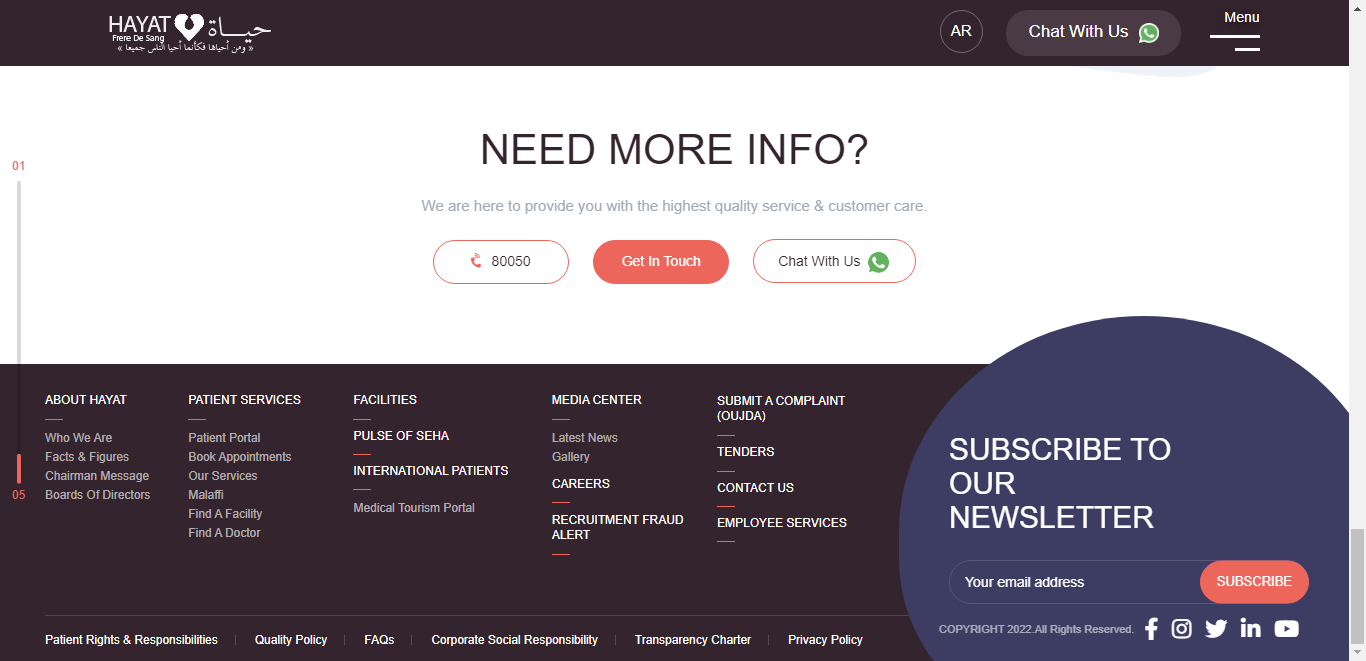 HAYAT حياة
Frere De Sang
« ومن أحياها فكأنما أحيا الناس جميعا »
AR
Chat With Us
Menu
NEED MORE INFO?
01
We are here to provide you with the highest quality service & customer care.
80050
Get In Touch
Chat With Us
05
ABOUT HAYAT
Who We Are
Facts & Figures
Chairman Message
Boards Of Directors
PATIENT SERVICES
Patient Portal
Book Appointments
Our Services
Malaffi
Find A Facility
Find A Doctor
FACILITIES
PULSE OF SEHA
INTERNATIONAL PATIENTS
Medical Tourism Portal
MEDIA CENTER
Latest News
Gallery
CAREERS
RECRUITMENT FRAUD
ALERT
SUBMIT A COMPLAINT
(OUJDA)
TENDERS
CONTACT US
EMPLOYEE SERVICES
SUBSCRIBE TO
OUR
NEWSLETTER
Your email address
SUBSCRIBE
COPYRIGHT 2022.All Rights Reserved.
Patient Rights & Responsibilities
Quality Policy
FAQs
Corporate Social Responsibility
Transparency Charter
Privacy Policy